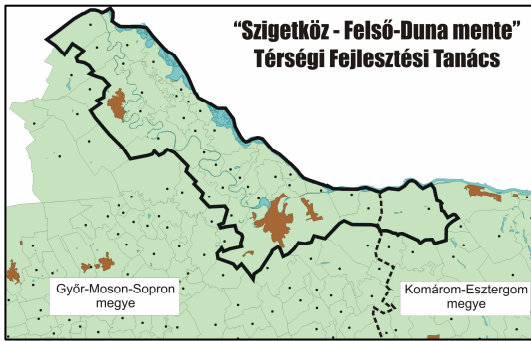 “Szigetköz - Felső-Duna mente”
Térségi Fejlesztési Tanács
Győr-Moson-Sopron
megye
Komárom-Esztergom
megye